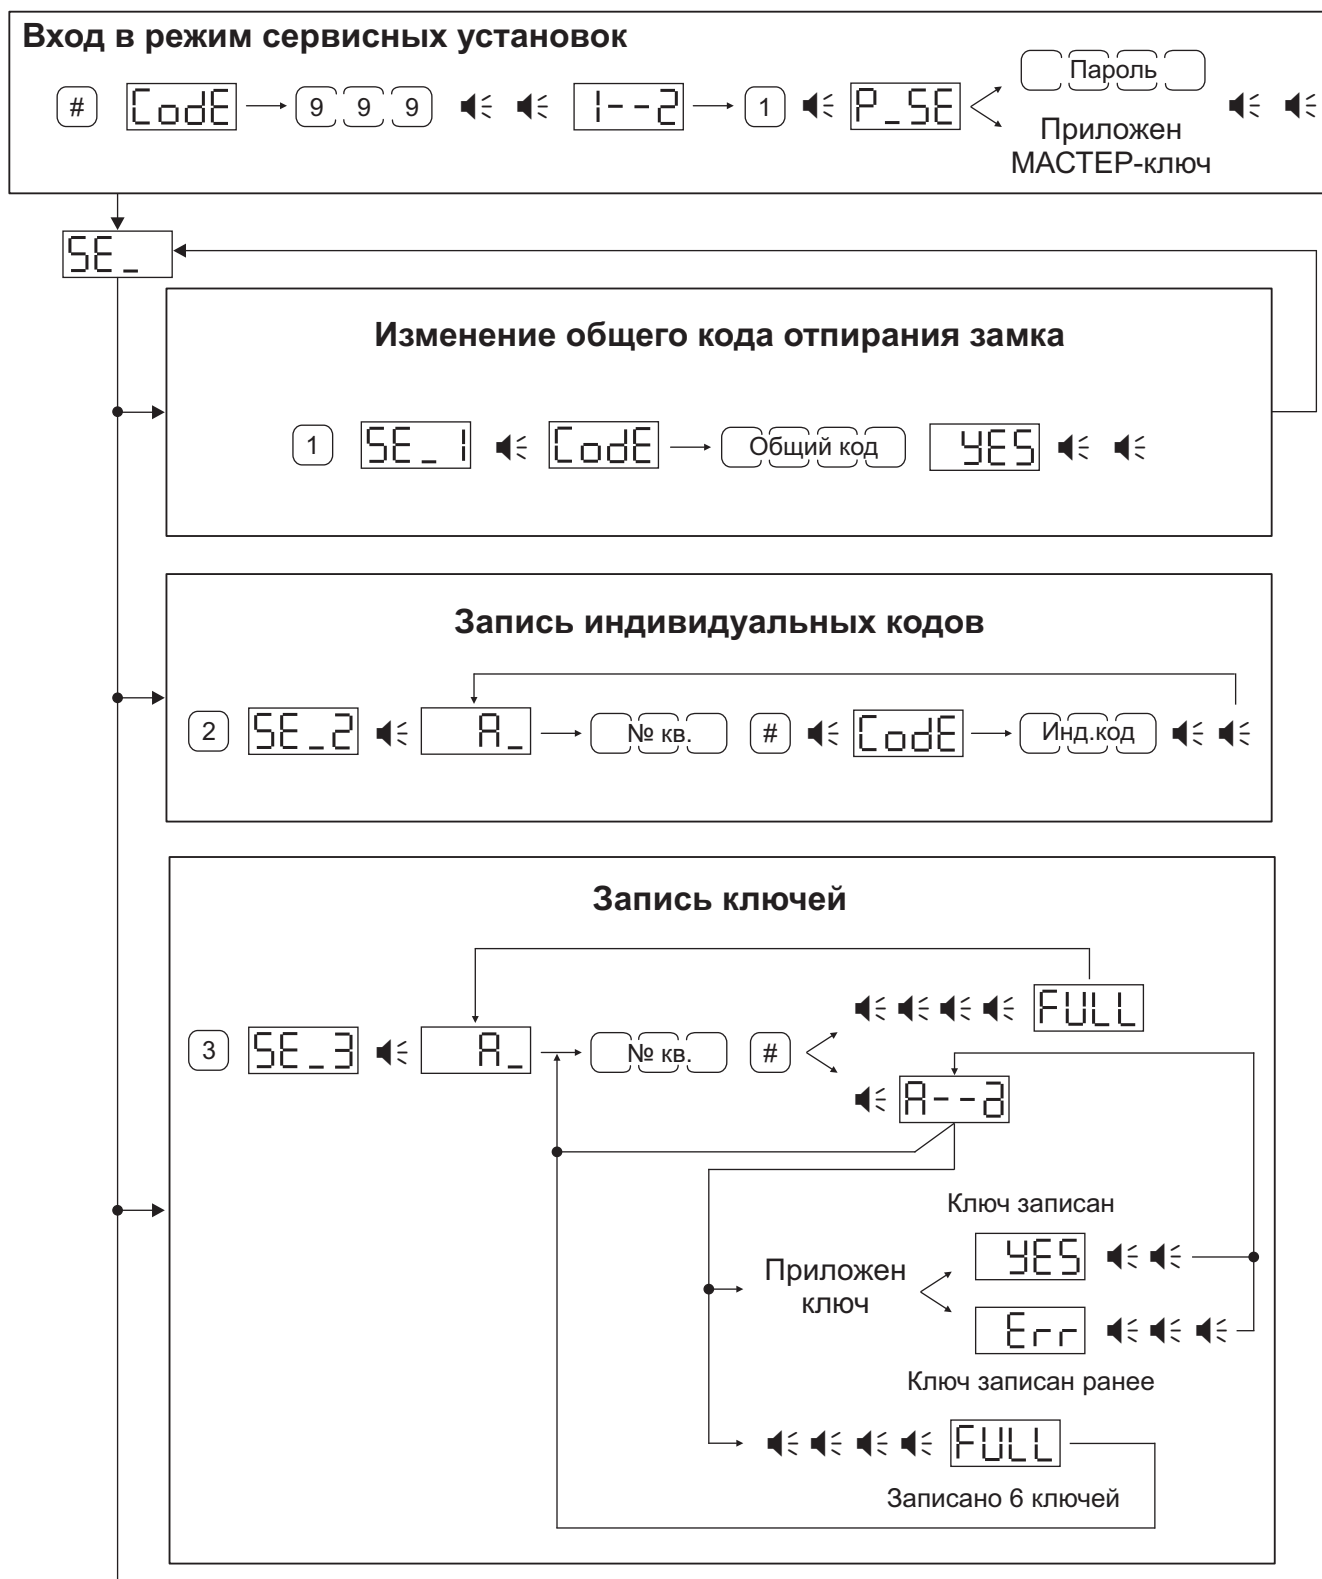 Вход в режим сервисных установок
# CodE 9 9 9 1--2 1 P_SE Пароль
Приложен
МАСТЕР-ключ
SE_
Изменение общего кода отпирания замка
1 SE_1 CodE Общий код YES
Запись индивидуальных кодов
2 SE_2 A_ № кв. # CodE Инд.код
Запись ключей
FULL
3 SE_3 A_ № кв. #
A--a
Ключ записан
YES
Приложен
ключ
Err
Ключ записан ранее
FULL
Записано 6 ключей